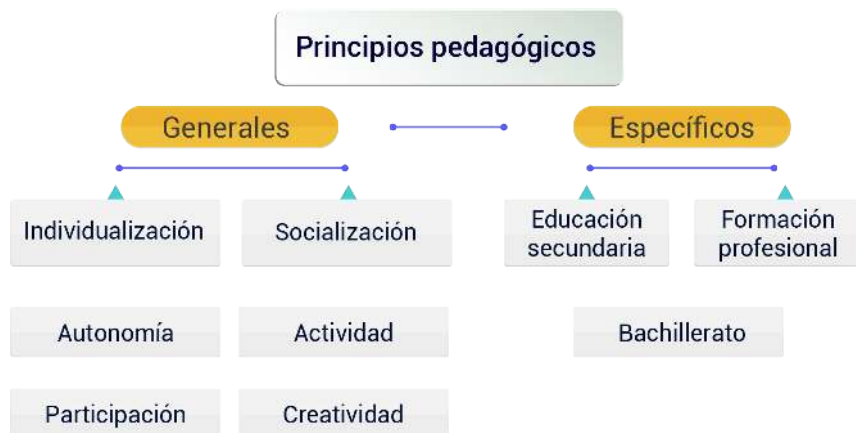 Principios pedagógicos
Generales
Específicos
Individualización
Socialización
Educación
secundaria
Formación
profesional
Autonomía
Actividad
Bachillerato
Participación
Creatividad